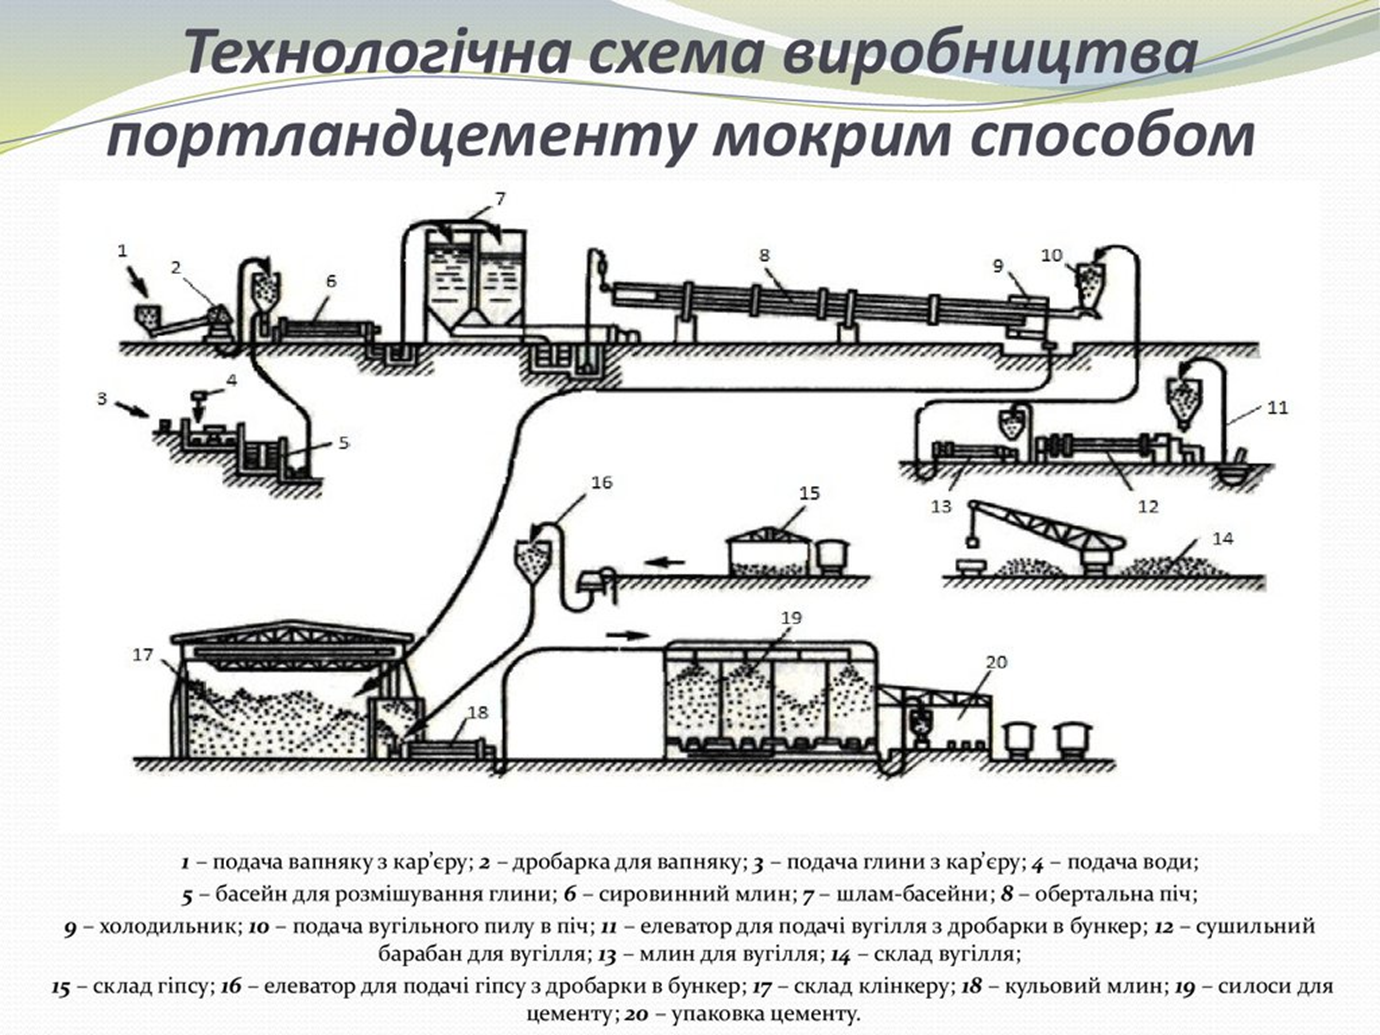 Технологічна схема виробництва
портландцементу мокрим способом
7
1
2
6
8
9
10
3
4
5
11
13
12
16
15
14
17
18
19
20
1 – подача вапняку з кар’єру; 2 – дробарка для вапняку; 3 – подача глини з кар’єру; 4 – подача води;
5 – басейн для розмішування глини; 6 – сировинний млин; 7 – шлам-басейни; 8 – обертальна піч;
9 – холодильник; 10 – подача вугільного пилу в піч; 11 – елеватор для подачі вугілля з дробарки в бункер; 12 – сушильний
барабан для вугілля; 13 – млин для вугілля; 14 – склад вугілля;
15 – склад гіпсу; 16 – елеватор для подачі гіпсу з дробарки в бункер; 17 – склад клінкеру; 18 – кульовий млин; 19 – силоси для
цементу; 20 – упаковка цементу.